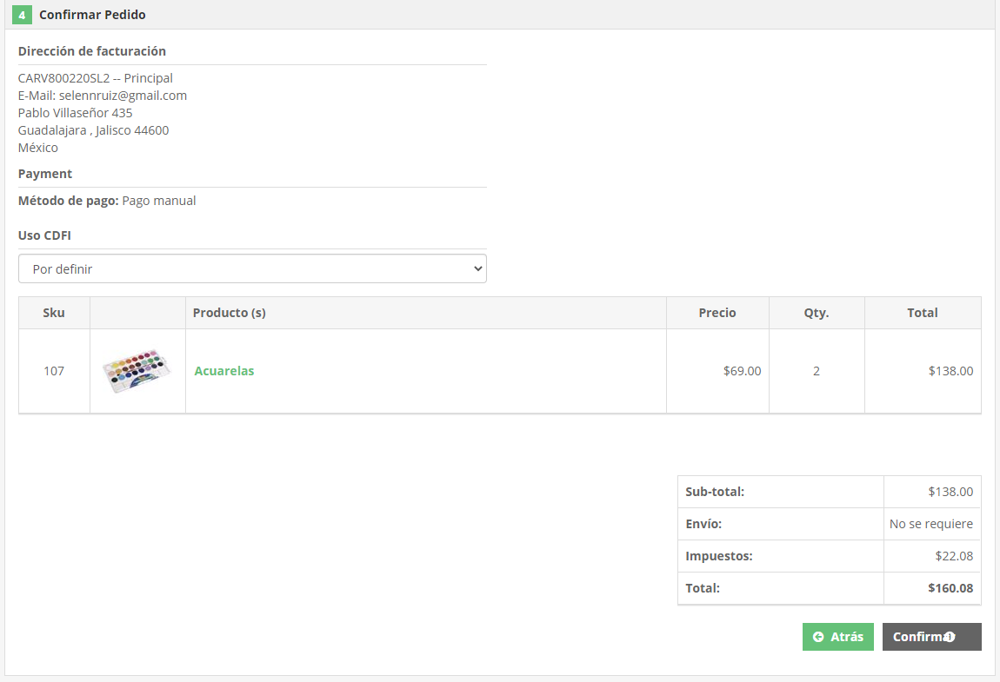 4 Confirmar Pedido
Dirección de facturación
CARV800220SL2 -- Principal
E-Mail: selennruiz@gmail.com
Pablo Villaseñor 435
Guadalajara , Jalisco 44600
México
Payment
Método de pago: Pago manual
Uso CDFI
Por definir
Sku Producto (s) Precio Qty. Total
107 Acuarelas $69.00 2 $138.00
Sub-total: $138.00
Envío: No se requiere
Impuestos: $22.08
Total: $160.08
Atrás Confirmar